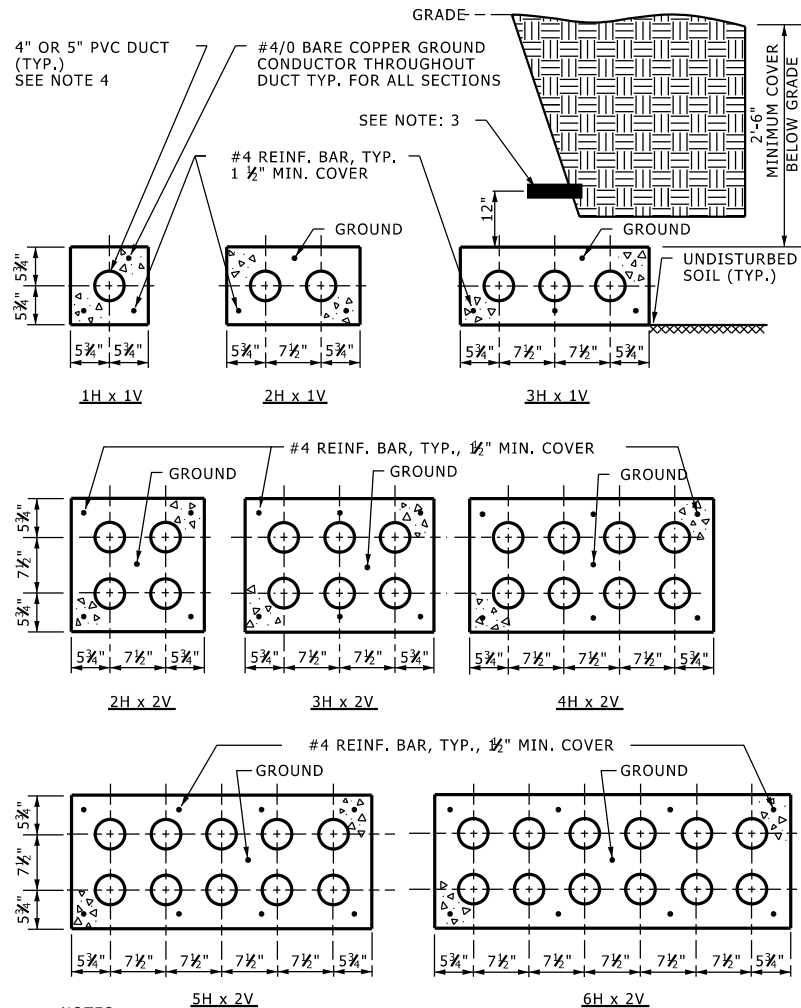 GRADE
4" OR 5" PVC DUCT
(TYP.)
SEE NOTE 4
#4/0 BARE COPPER GROUND
CONDUCTOR THROUGHOUT
DUCT TYP. FOR ALL SECTIONS
2'-6"
MINIMUM COVER
BELOW GRADE
SEE NOTE: 3
#4 REINF. BAR, TYP.
1 ½" MIN. COVER
12"
GROUND
GROUND
UNDISTURBED
SOIL (TYP.)
5¾"
5¾"
5¾" 5¾"
5¾" 7½" 5¾"
5¾" 7½" 7½" 5¾"
1H x 1V
2H x 1V
3H x 1V
#4 REINF. BAR, TYP., 1½" MIN. COVER
GROUND
GROUND
GROUND
5¾"
7½"
5¾"
5¾" 7½" 5¾"
5¾" 7½" 7½" 5¾"
5¾" 7½" 7½" 7½" 5¾"
2H x 2V
3H x 2V
4H x 2V
#4 REINF. BAR, TYP., 1½" MIN. COVER
GROUND
GROUND
5¾"
7½"
5¾"
5¾" 7½" 7½" 7½" 7½" 5¾"
5¾" 7½" 7½" 7½" 7½" 7½" 5¾"
5H x 2V
6H x 2V